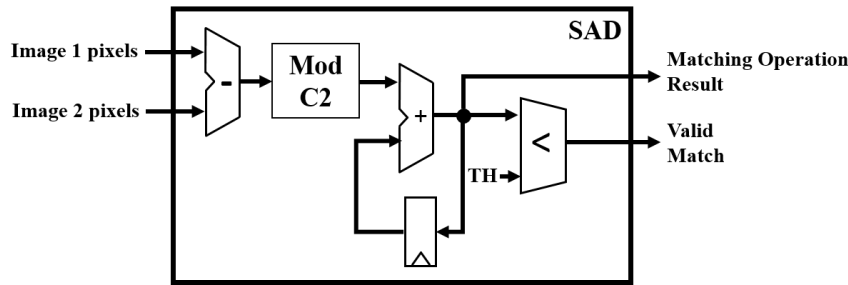 SAD
Image 1 pixels
Image 2 pixels
-
Mod
C2
+
TH
<
Matching Operation
Result
Valid
Match